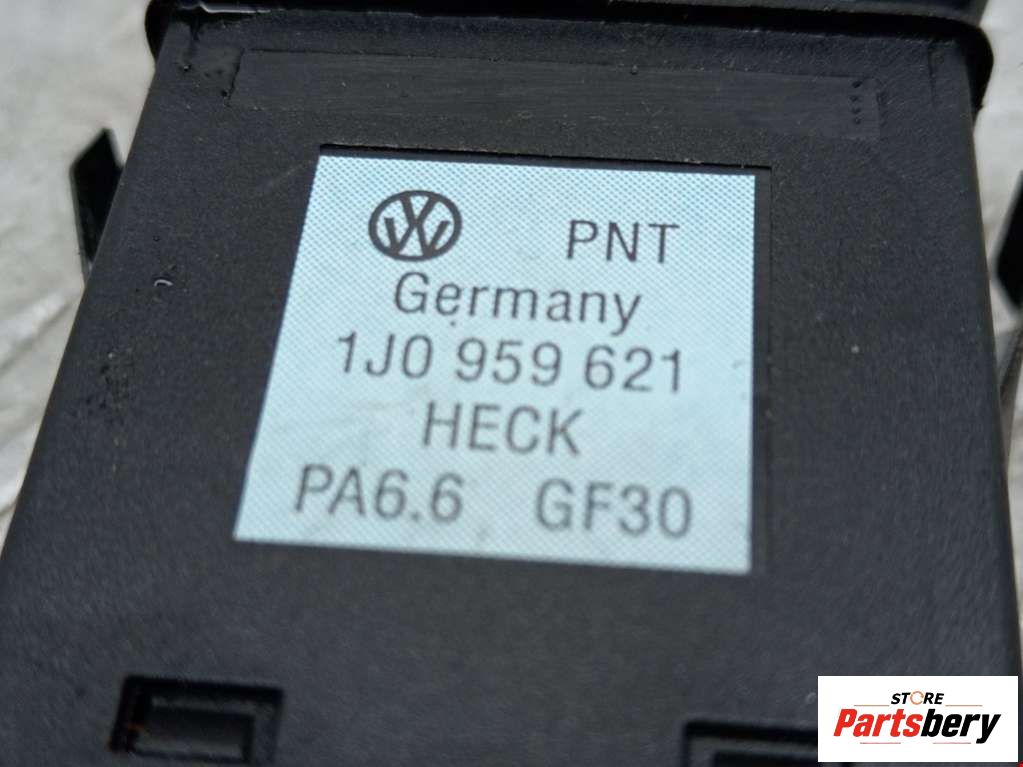 PNT
Germany
1J0 959 621
HECK
PA6.6 GF30
STORE
Partsbery